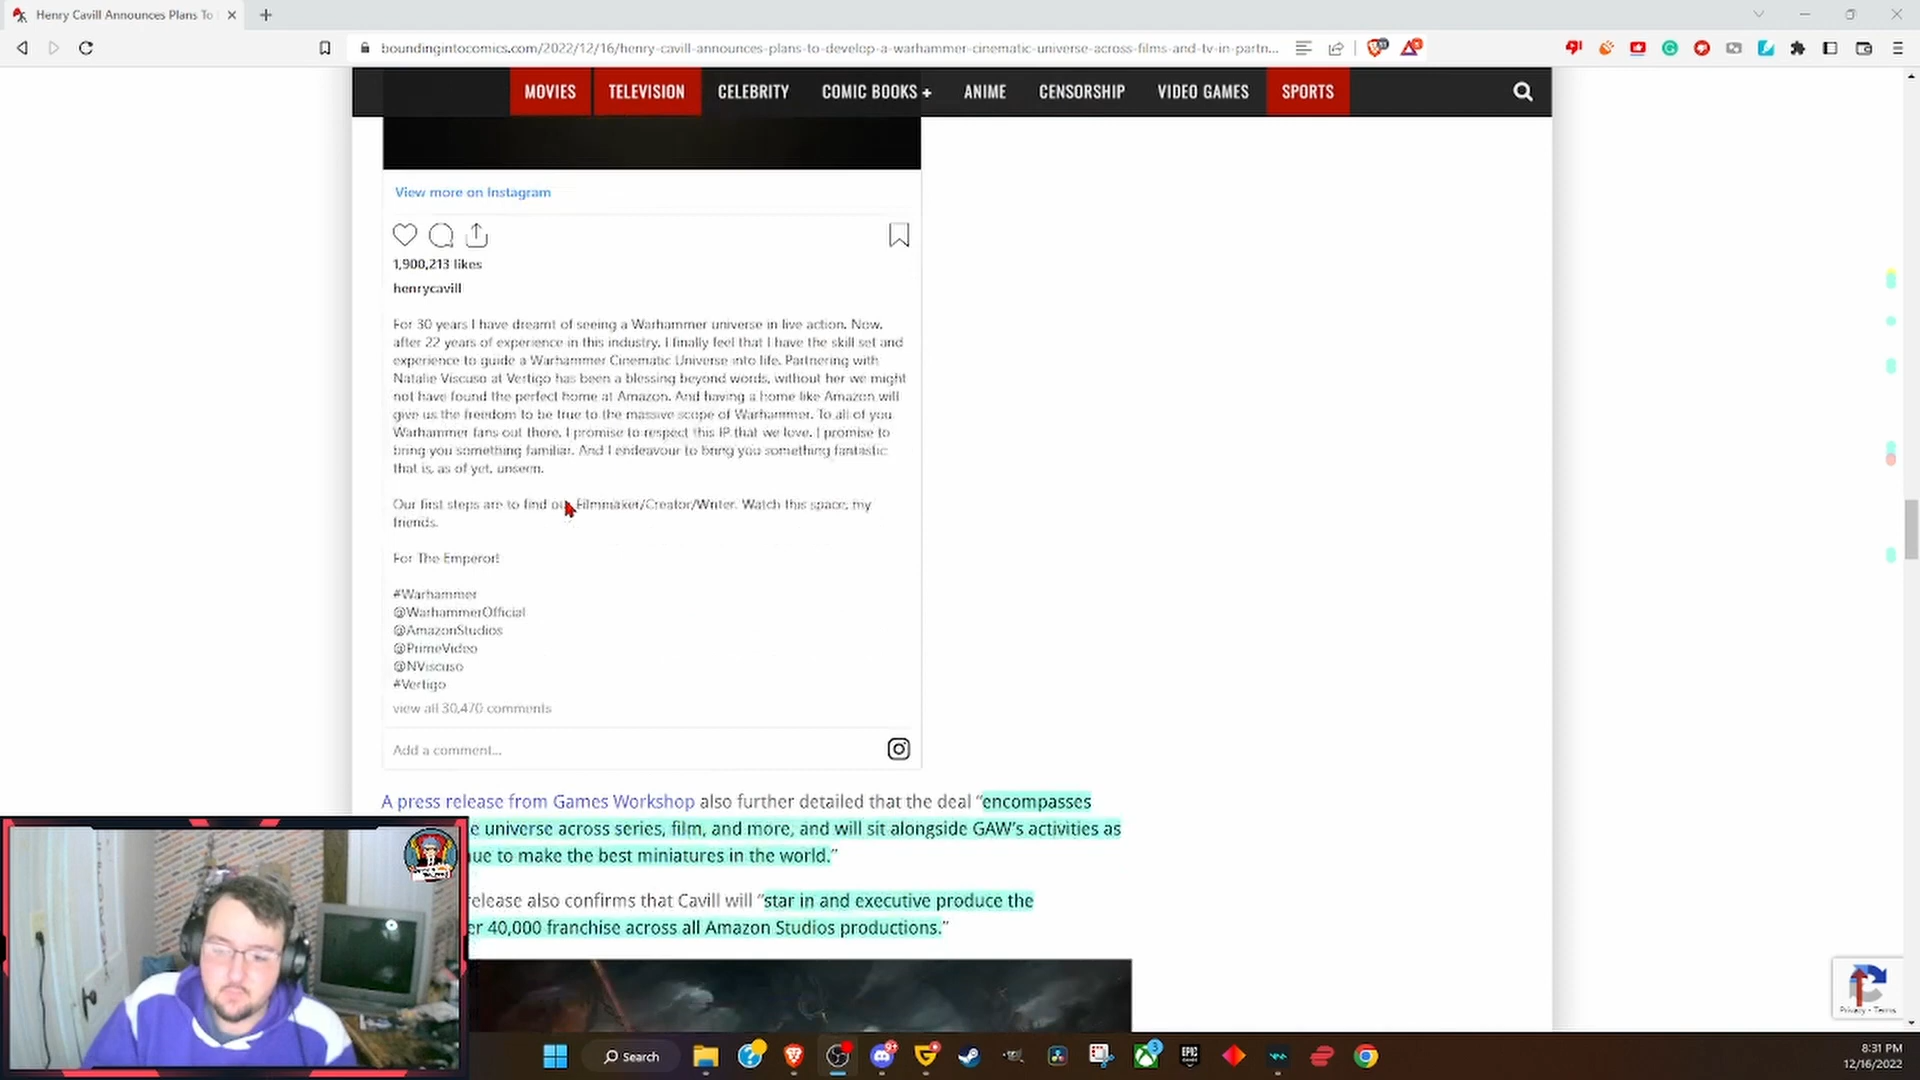 Henry Cavill Announces Plans To
boundingintocomics.com/2022/12/16/henry-cavill-announces-plans-to-develop-a-warhammer-cinematic-universe-across-films-and-tv-in-partn...
MOVIES TELEVISION CELEBRITY COMIC BOOKS + ANIME CENSORSHIP VIDEO GAMES SPORTS
View more on Instagram
1,900,213 likes
henrycavill
For 30 years I have dreamt of seeing a Warhammer universe in live action. Now,
after 22 years of experience in this industry, I finally feel that I have the skill set and
experience to guide a Warhammer Cinematic Universe into life. Partnering with
Natalie Viscuso at Vertigo has been a blessing beyond words, without her we might
not have found the perfect home at Amazon. And having a home like Amazon will
give us the freedom to be true to the massive scope of Warhammer. To all of you
Warhammer fans out there, I promise to respect this IP that we love. I promise to
bring you something familiar. And I endeavour to bring you something fantastic
that is, as of yet, unseen.
Our first steps are to find our Filmmaker/Creator/Writer. Watch this space, my
friends.
For The Emperor!
#Warhammer
@WarhammerOfficial
@AmazonStudios
@PrimeVideo
@NViscuso
#Vertigo
view all 30,470 comments
Add a comment...
A press release from Games Workshop also further detailed that the deal “encompasses
e universe across series, film, and more, and will sit alongside GAW’s activities as
ue to make the best miniatures in the world.”
elease also confirms that Cavill will “star in and executive produce the
er 40,000 franchise across all Amazon Studios productions.”
Privacy - Terms
Search
EPIC
8:31 PM
12/16/2022